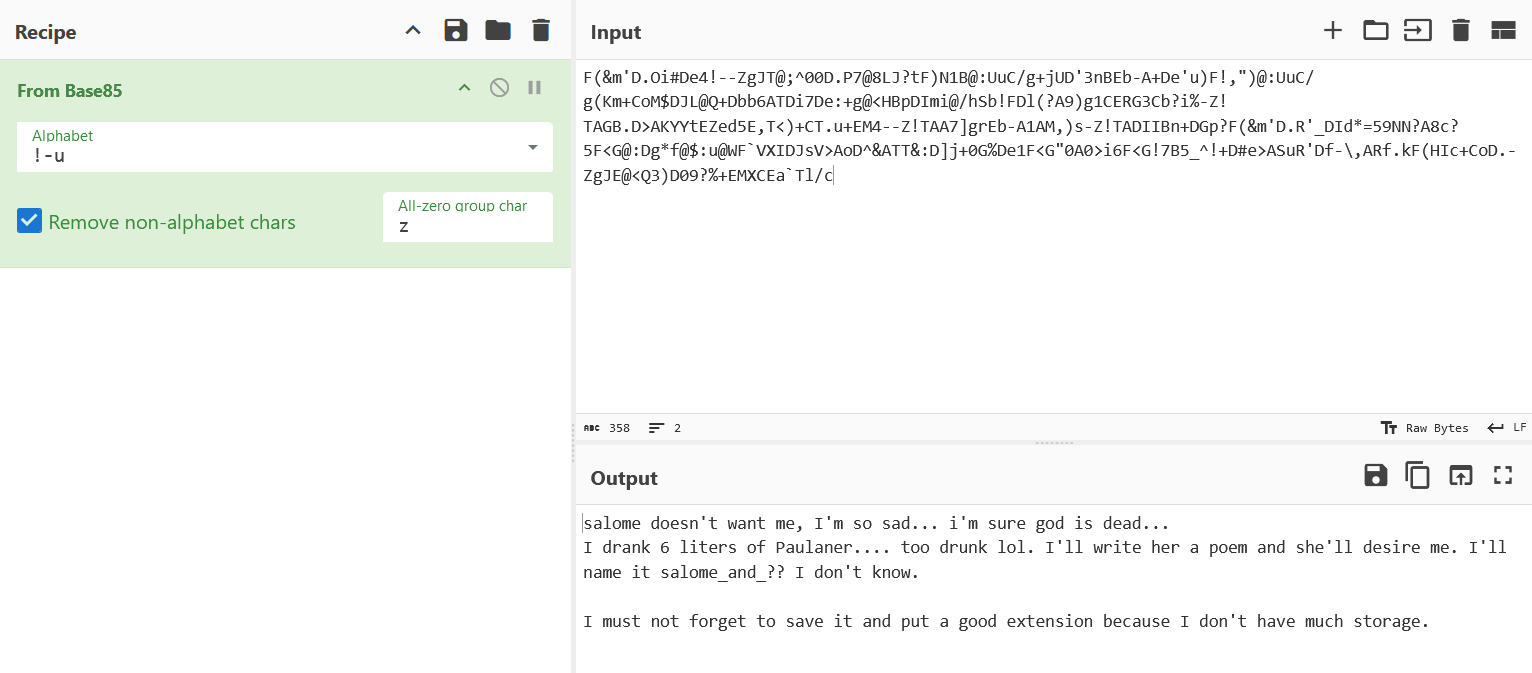 Recipe
Input
From Base85
Alphabet
!-u
Remove non-alphabet chars
All-zero group char
z
F(&m'D.Oi#De4!--ZgJT@;^00D.P7@8LJ?tF)N1B@:UuC/g+jUD'3nBEb-A+De'u)F!,")@:UuC/
g(Km+CoM$DJL@Q+Dbb6ATDi7De:+g@<HBpDImi@/hSb!FDl(?A9)g1CERG3Cb?i%-Z!
TAGB.D>AKYYtEZed5E,T<)+CT.u+EM4--Z!TAA7]grEb-A1AM,)s-Z!TADIIBn+DGp?F(&m'D.R'_DId*=59NN?A8c?
5F<G@:Dg*f@$:u@WF`VXIDJsV>AoD^&ATT&:D]j+0G%De1F<G"0A0>i6F<G!7B5_^!+D#e>ASuR'Df-\,ARf.kF(HIc+CoD.-
ZgJE@<Q3)D09?%+EMXCEa`Tl/c
ABC 358 2
Raw Bytes LF
Output
salome doesn't want me, I'm so sad... i'm sure god is dead...
I drank 6 liters of Paulaner.... too drunk lol. I'll write her a poem and she'll desire me. I'll
name it salome_and_?? I don't know.
I must not forget to save it and put a good extension because I don't have much storage.